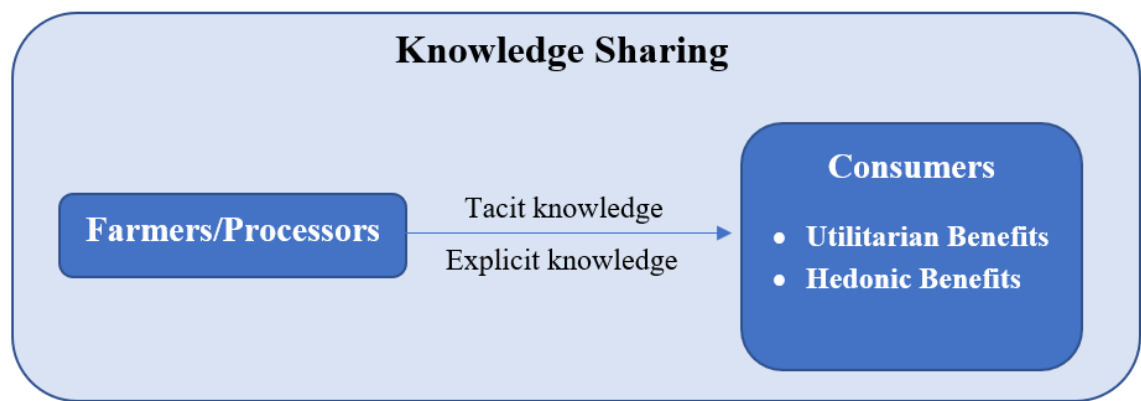 Knowledge Sharing
Farmers/Processors
Tacit knowledge
Explicit knowledge
Consumers
• Utilitarian Benefits
• Hedonic Benefits